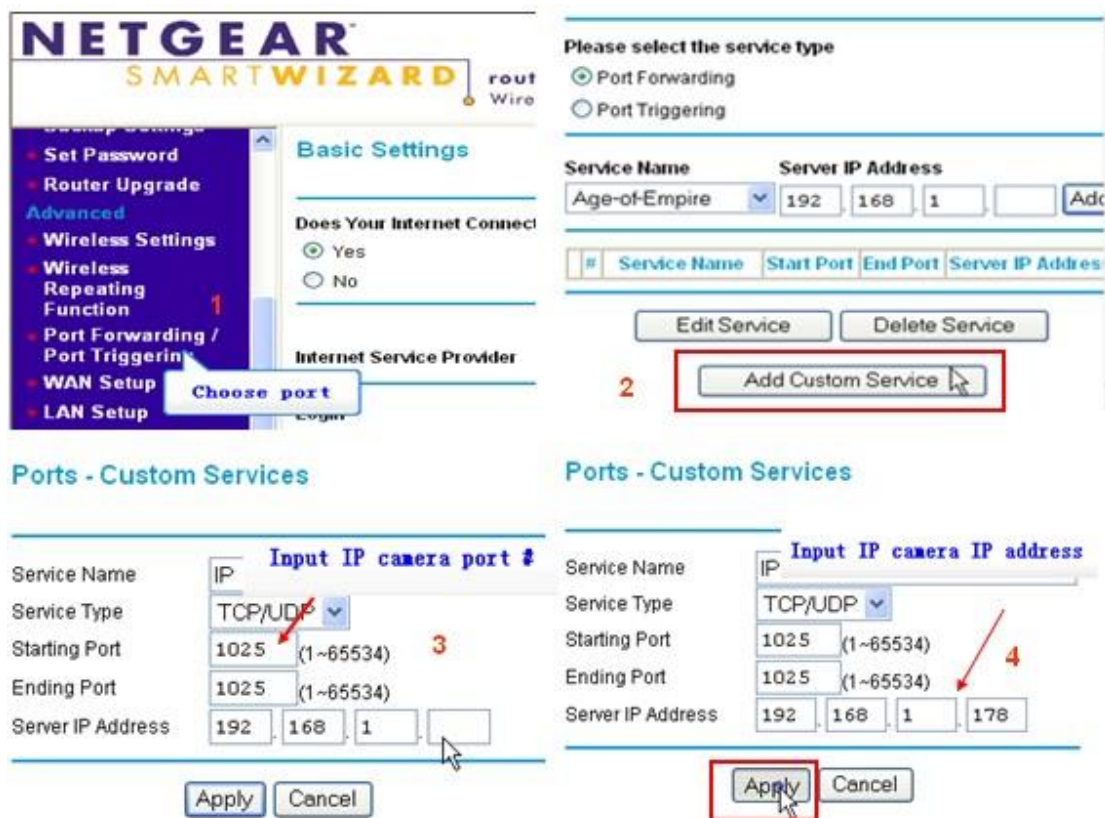 NETGEAR
SMARTWIZARD
rout
Wire
Backup Settings
Set Password
Router Upgrade
Advanced
Wireless Settings
Wireless
Repeating
Function
1
Port Forwarding /
Port Triggering
WAN Setup
Choose port
LAN Setup
Basic Settings
Does Your Internet Connect
Yes
No
Internet Service Provider
Login
Please select the service type
Port Forwarding
Port Triggering
Service Name Server IP Address
Age-of-Empire 192 . 168 . 1 . Add
# Service Name Start Port End Port Server IP Addres
Edit Service Delete Service
2 Add Custom Service
Ports - Custom Services
Input IP camera port #
Service Name IP
Service Type TCP/UDP
Starting Port 1025 (1~65534) 3
Ending Port 1025 (1~65534)
Server IP Address 192 . 168 . 1 .
Apply Cancel
Ports - Custom Services
Input IP camera IP address
Service Name IP
Service Type TCP/UDP
Starting Port 1025 (1~65534) 4
Ending Port 1025 (1~65534)
Server IP Address 192 . 168 . 1 . 178
Apply Cancel